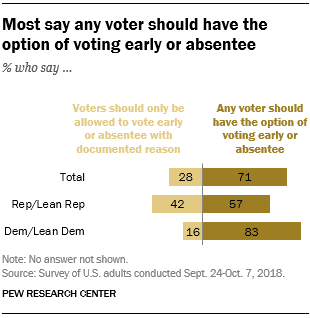 Most say any voter should have the
option of voting early or absentee
% who say ...
Voters should only be
allowed to vote early
or absentee with
documented reason
Any voter should
have the option of
voting early or
absentee
Total 28 71
Rep/Lean Rep 42 57
Dem/Lean Dem 16 83
Note: No answer not shown.
Source: Survey of U.S. adults conducted Sept. 24-Oct. 7, 2018.
PEW RESEARCH CENTER